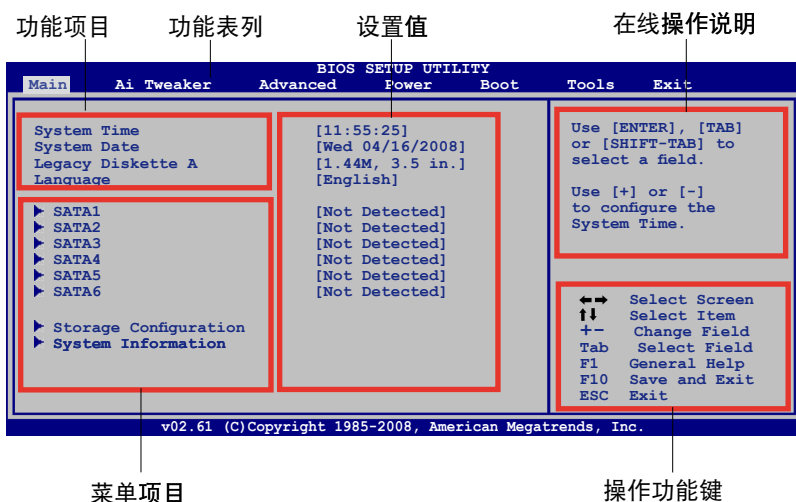 功能项目 功能表列 设置值 在线操作说明
BIOS SETUP UTILITY
Main Ai Tweaker Advanced Power Boot Tools Exit
System Time [11:55:25]
System Date [Wed 04/16/2008]
Legacy Diskette A [1.44M, 3.5 in.]
Language [English]
SATA1 [Not Detected]
SATA2 [Not Detected]
SATA3 [Not Detected]
SATA4 [Not Detected]
SATA5 [Not Detected]
SATA6 [Not Detected]
Storage Configuration
System Information
Use [ENTER], [TAB]
or [SHIFT-TAB] to
select a field.
Use [+] or [-]
to configure the
System Time.
←→ Select Screen
↑↓ Select Item
+- Change Field
Tab Select Field
F1 General Help
F10 Save and Exit
ESC Exit
v02.61 (C)Copyright 1985-2008, American Megatrends, Inc.
菜单项目 操作功能键